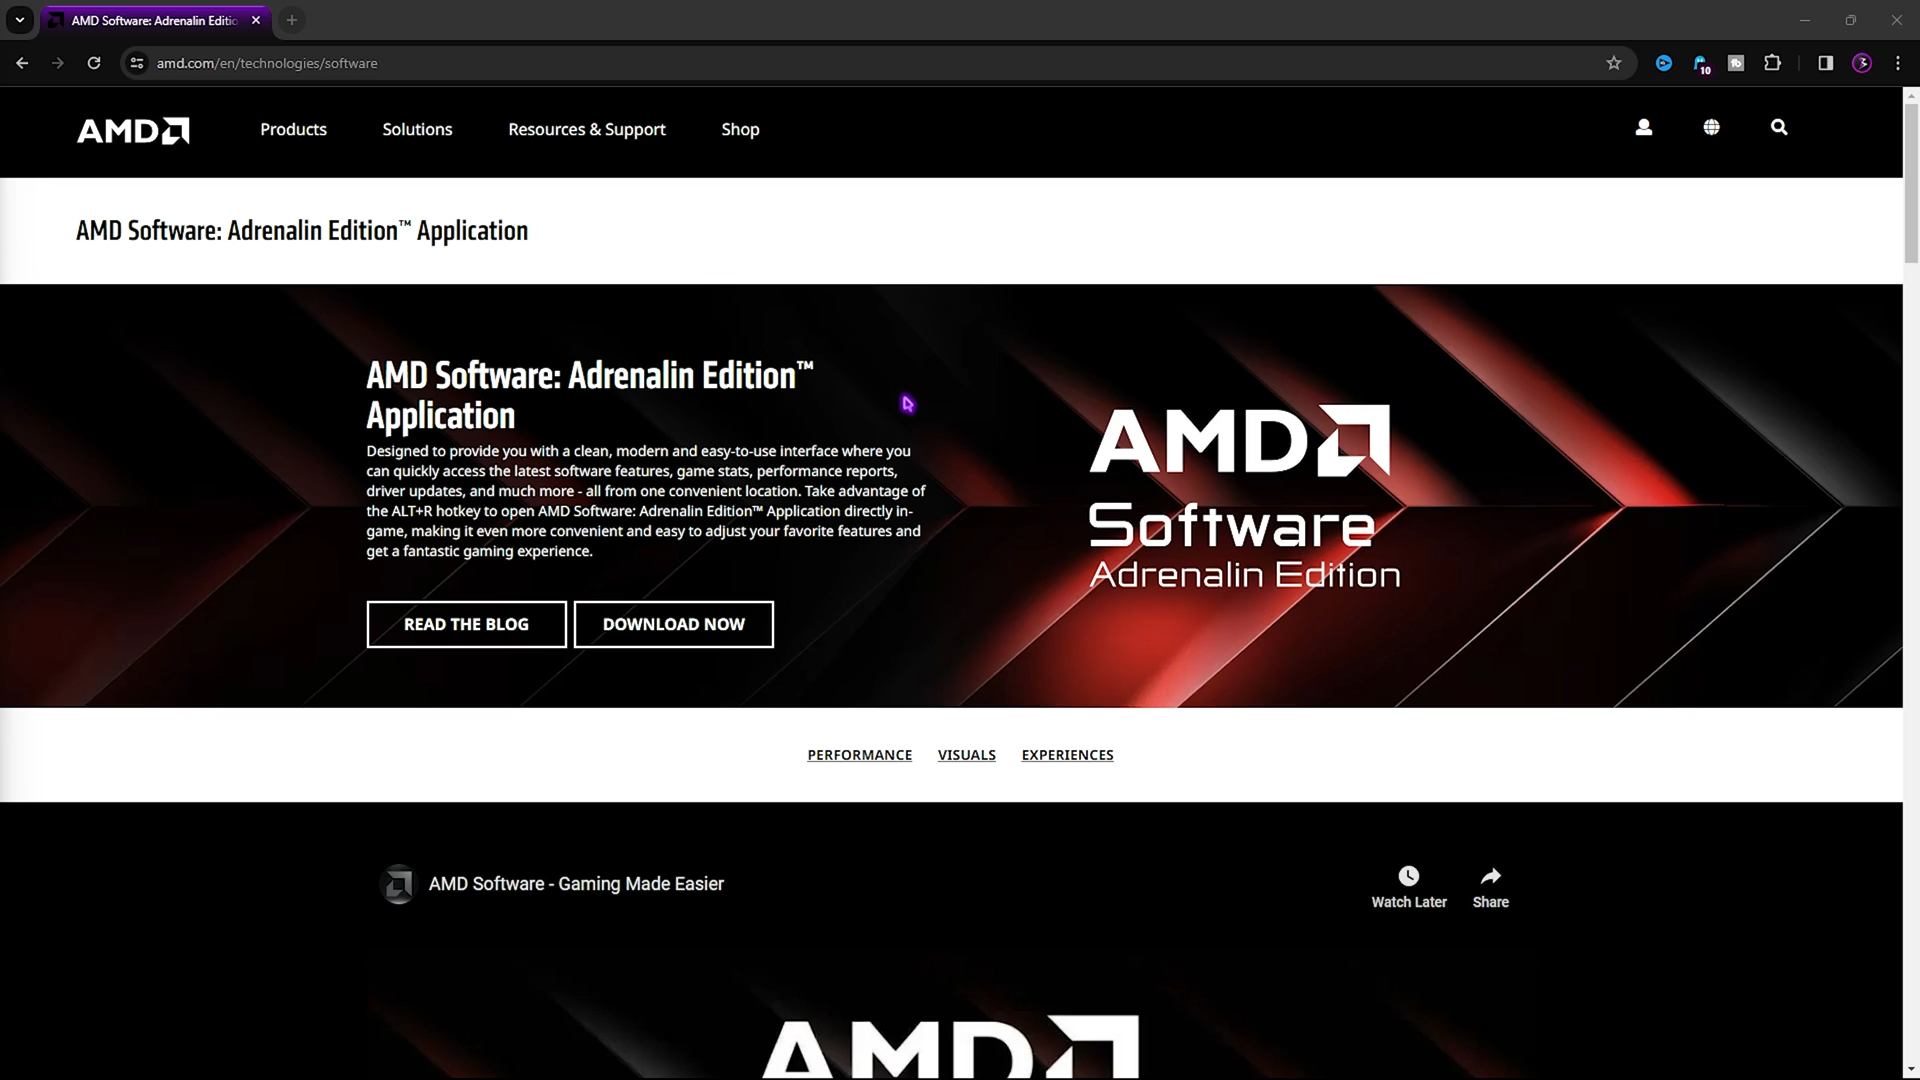 AMD Software: Adrenalin Editio
amd.com/en/technologies/software
10
AMD
Products
Solutions
Resources & Support
Shop
AMD Software: Adrenalin Edition™ Application
AMD Software: Adrenalin Edition™
Application
Designed to provide you with a clean, modern and easy-to-use interface where you
can quickly access the latest software features, game stats, performance reports,
driver updates, and much more - all from one convenient location. Take advantage of
the ALT+R hotkey to open AMD Software: Adrenalin Edition™ Application directly in-
game, making it even more convenient and easy to adjust your favorite features and
get a fantastic gaming experience.
READ THE BLOG
DOWNLOAD NOW
AMD
Software
Adrenalin Edition
PERFORMANCE
VISUALS
EXPERIENCES
AMD Software - Gaming Made Easier
Watch Later
Share
AMD